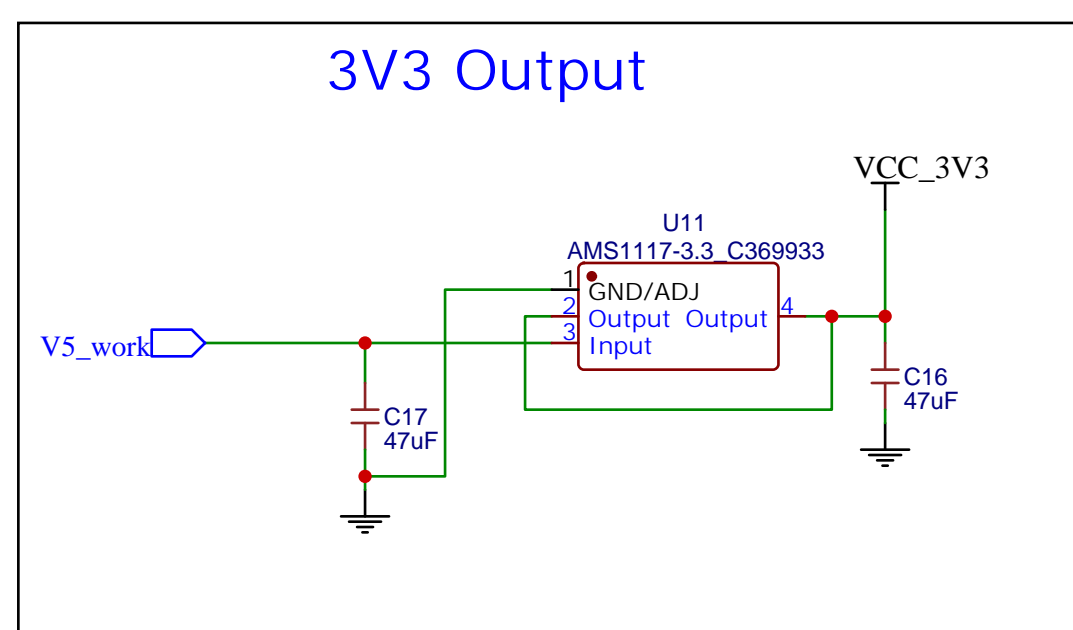 3V3 Output
VCC_3V3
U11
AMS1117-3.3_C369933
1
GND/ADJ
2
Output Output
4
3
Input
V5_work
C17
47uF
C16
47uF